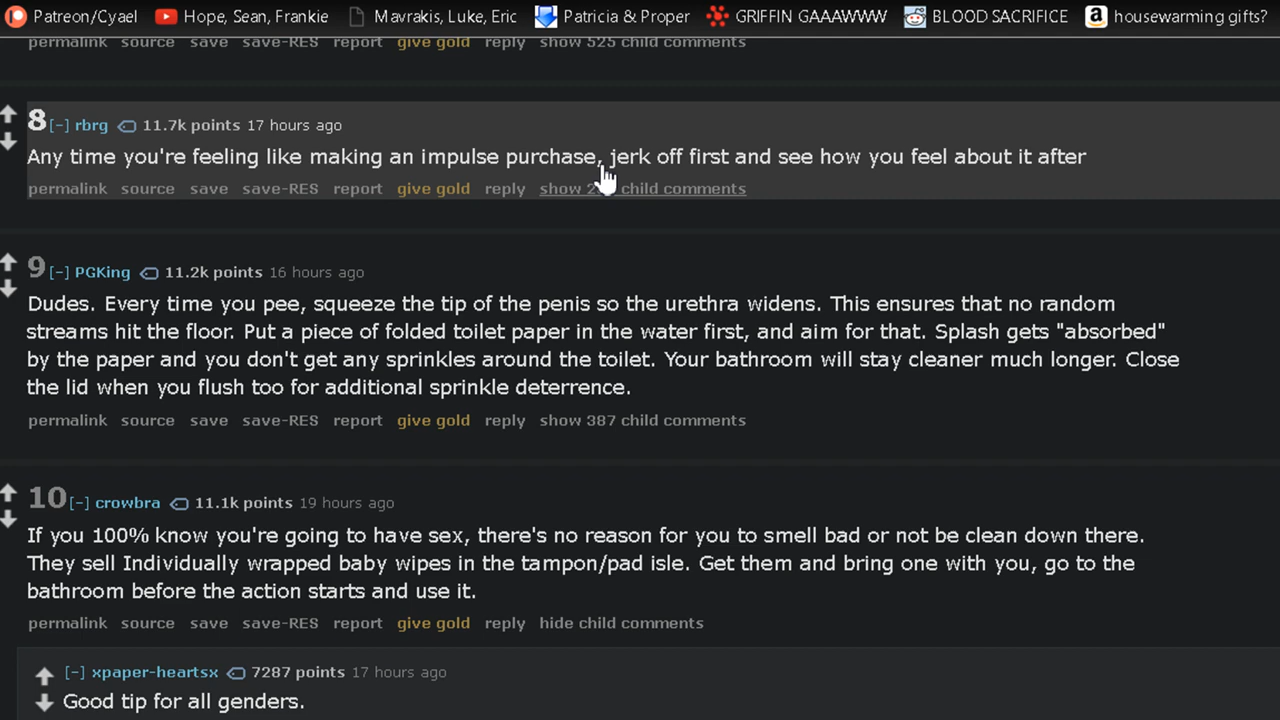 Patreon/Cyael Hope, Sean, Frankie Mavrakis, Luke, Eric Patricia & Proper GRIFFIN GAAAWWW BLOOD SACRIFICE housewarming gifts?
permalink source save save-RES report give gold reply show 525 child comments
8 [-] rbrg 11.7k points 17 hours ago
Any time you're feeling like making an impulse purchase, jerk off first and see how you feel about it after
permalink source save save-RES report give gold reply show child comments
9 [-] PGKing 11.2k points 16 hours ago
Dudes. Every time you pee, squeeze the tip of the penis so the urethra widens. This ensures that no random
streams hit the floor. Put a piece of folded toilet paper in the water first, and aim for that. Splash gets "absorbed"
by the paper and you don't get any sprinkles around the toilet. Your bathroom will stay cleaner much longer. Close
the lid when you flush too for additional sprinkle deterrence.
permalink source save save-RES report give gold reply show 387 child comments
10 [-] crowbra 11.1k points 19 hours ago
If you 100% know you're going to have sex, there's no reason for you to smell bad or not be clean down there.
They sell Individually wrapped baby wipes in the tampon/pad isle. Get them and bring one with you, go to the
bathroom before the action starts and use it.
permalink source save save-RES report give gold reply hide child comments
[-] xpaper-heartsx 7287 points 17 hours ago
Good tip for all genders.